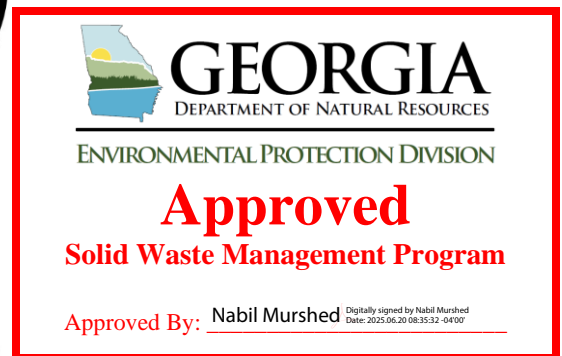 GEORGIA
DEPARTMENT OF NATURAL RESOURCES
ENVIRONMENTAL PROTECTION DIVISION
Approved
Solid Waste Management Program
Approved By: Nabil Murshed Digitally signed by Nabil Murshed
Date: 2025.06.20 08:35:32 -04'00'